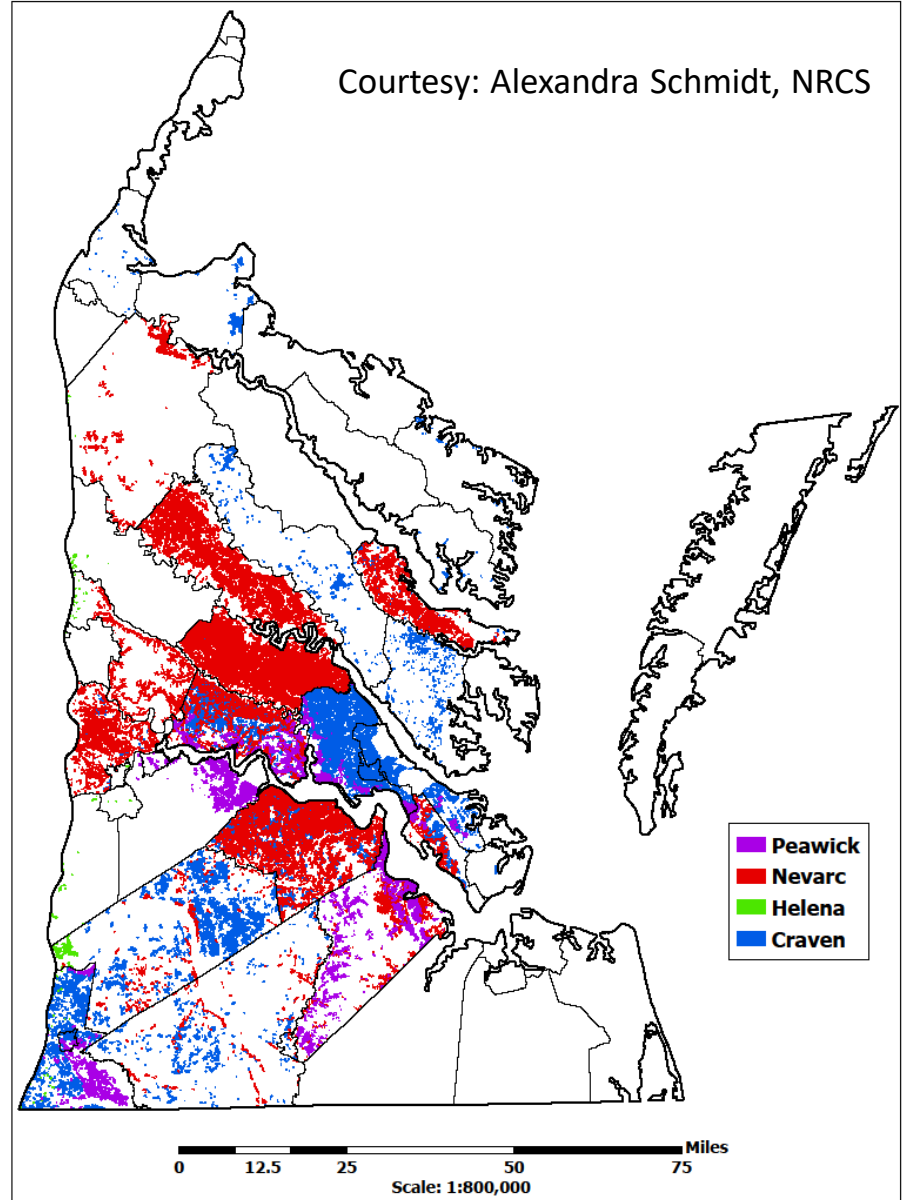 Courtesy: Alexandra Schmidt, NRCS
Peawick
Nevarc
Helena
Craven
Miles
0 12.5 25 50 75
Scale: 1:800,000